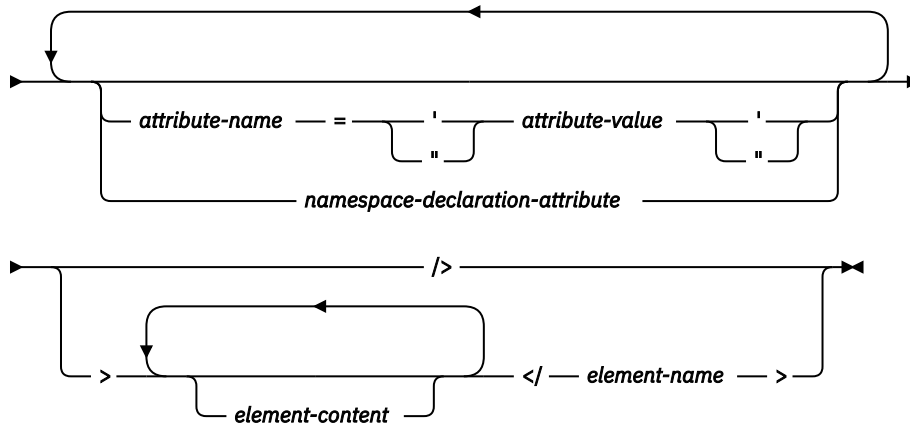 attribute-name = ' attribute-value '
" "
namespace-declaration-attribute
/>
> </ element-name >
element-content